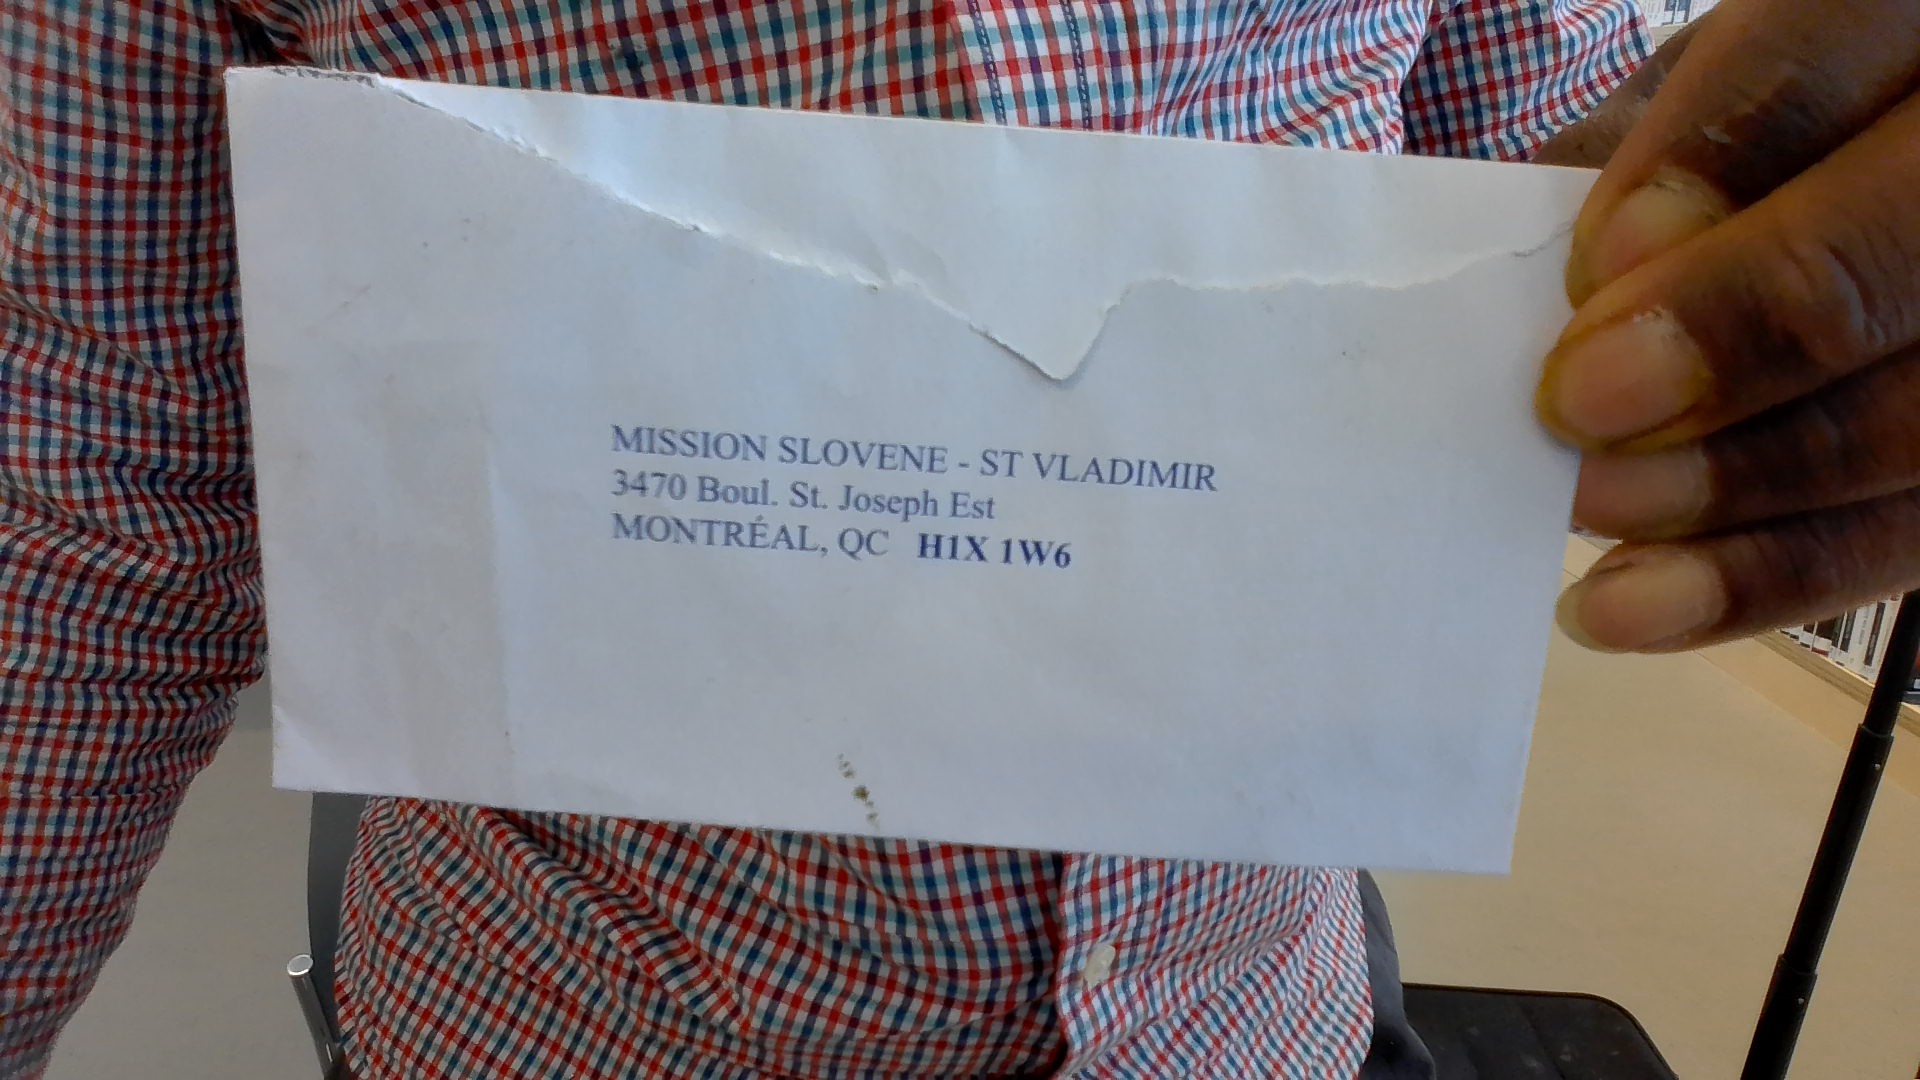 MISSION SLOVENE - ST VLADIMIR
3470 Boul. St. Joseph Est
MONTRÉAL, QC H1X 1W6